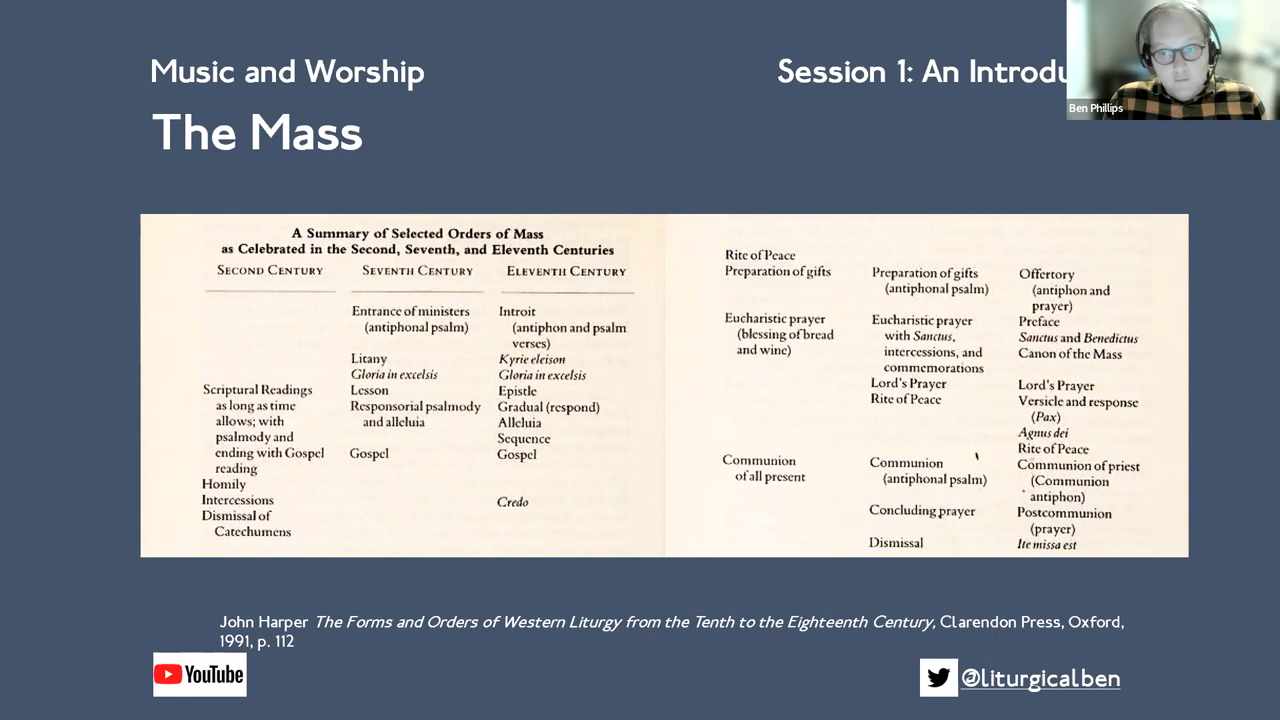 Music and Worship
Session 1: An Introdu
Ben Phillips
The Mass
A Summary of Selected Orders of Mass
as Celebrated in the Second, Seventh, and Eleventh Centuries
SECOND CENTURY
Scriptural Readings
as long as time
allows; with
psalmody and
ending with Gospel
reading
Homily
Intercessions
Dismissal of
Catechumens
SEVENTH CENTURY
Entrance of ministers
(antiphonal psalm)
Litany
Gloria in excelsis
Lesson
Responsorial psalmody
and alleluia
Gospel
ELEVENTH CENTURY
Introit
(antiphon and psalm
verses)
Kyrie eleison
Gloria in excelsis
Epistle
Gradual (respond)
Alleluia
Sequence
Gospel
Credo
Rite of Peace
Preparation of gifts
Eucharistic prayer
(blessing of bread
and wine)
Communion
of all present
Preparation of gifts
(antiphonal psalm)
Eucharistic prayer
with Sanctus,
intercessions, and
commemorations
Lord's Prayer
Rite of Peace
Communion
(antiphonal psalm)
Concluding prayer
Dismissal
Offertory
(antiphon and
prayer)
Preface
Sanctus and Benedictus
Canon of the Mass
Lord's Prayer
Versicle and response
(Pax)
Agnus dei
Rite of Peace
Communion of priest
(Communion
antiphon)
Postcommunion
(prayer)
Ite missa est
John Harper The Forms and Orders of Western Liturgy from the Tenth to the Eighteenth Century, Clarendon Press, Oxford,
1991, p. 112
YouTube
@liturgicalben